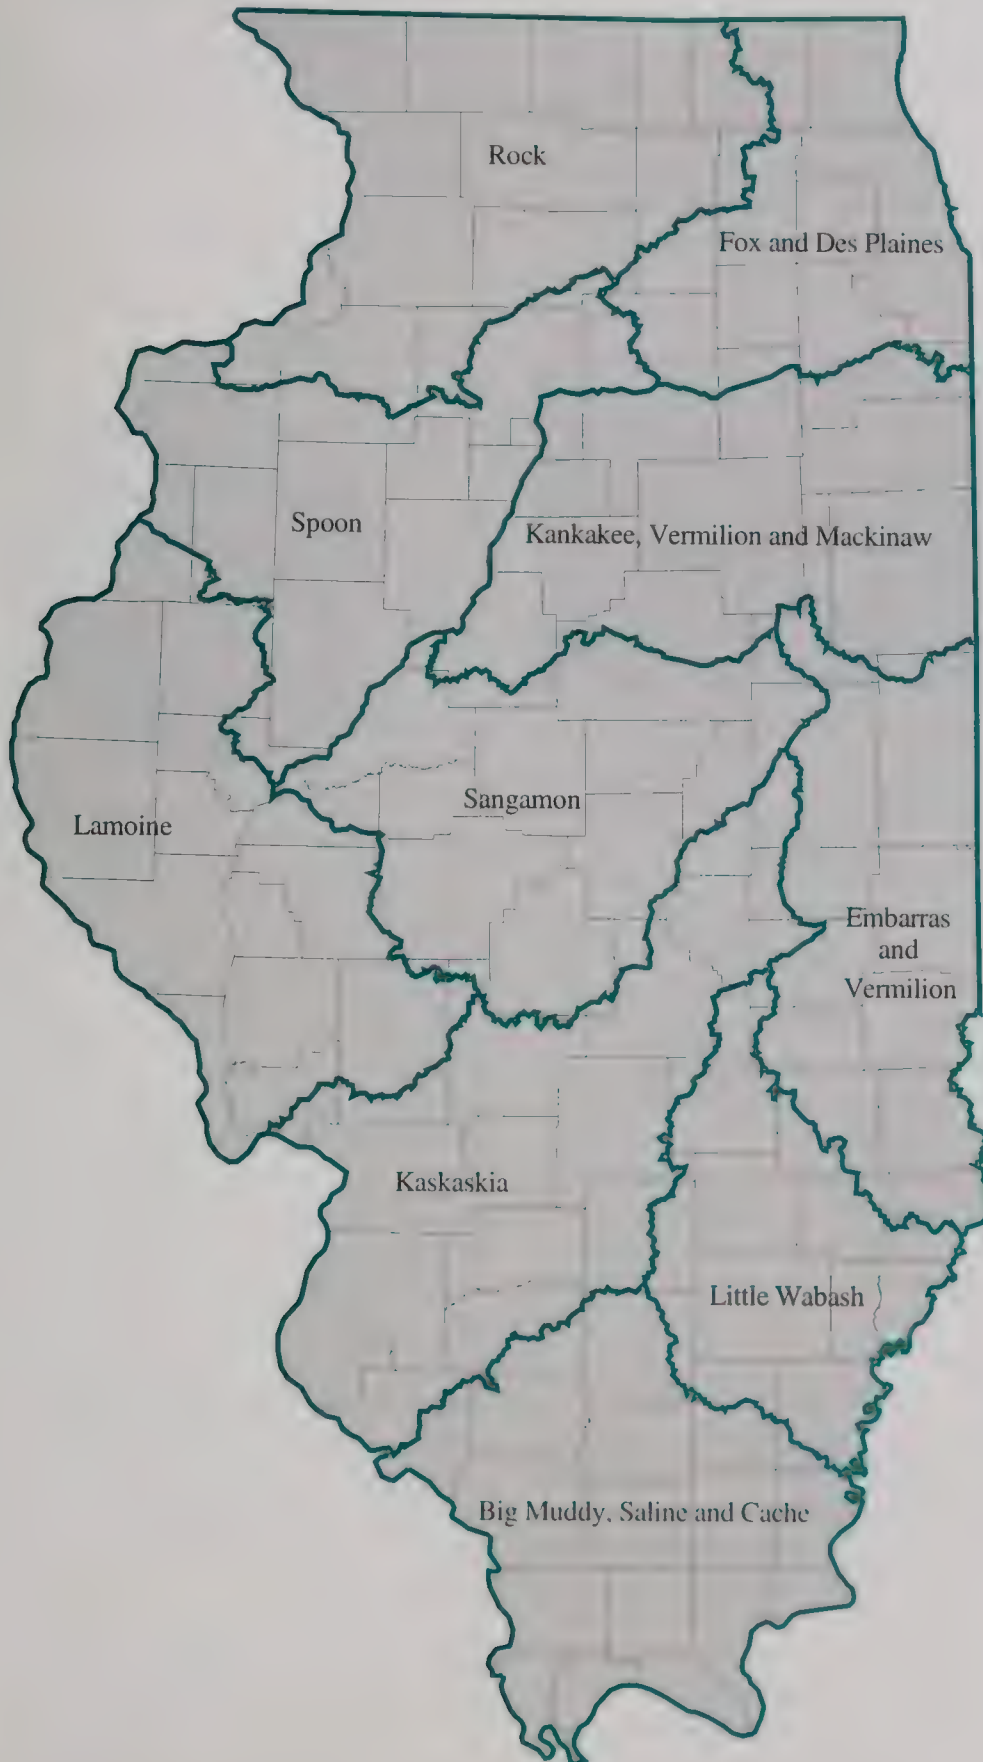 Rock
Fox and Des Plaines
Spoon
Kankakee, Vermilion and Mackinaw
Sangamon
Lamoine
Embarras
and
Vermilion
Kaskaskia
Little Wabash
Big Muddy, Saline and Cache